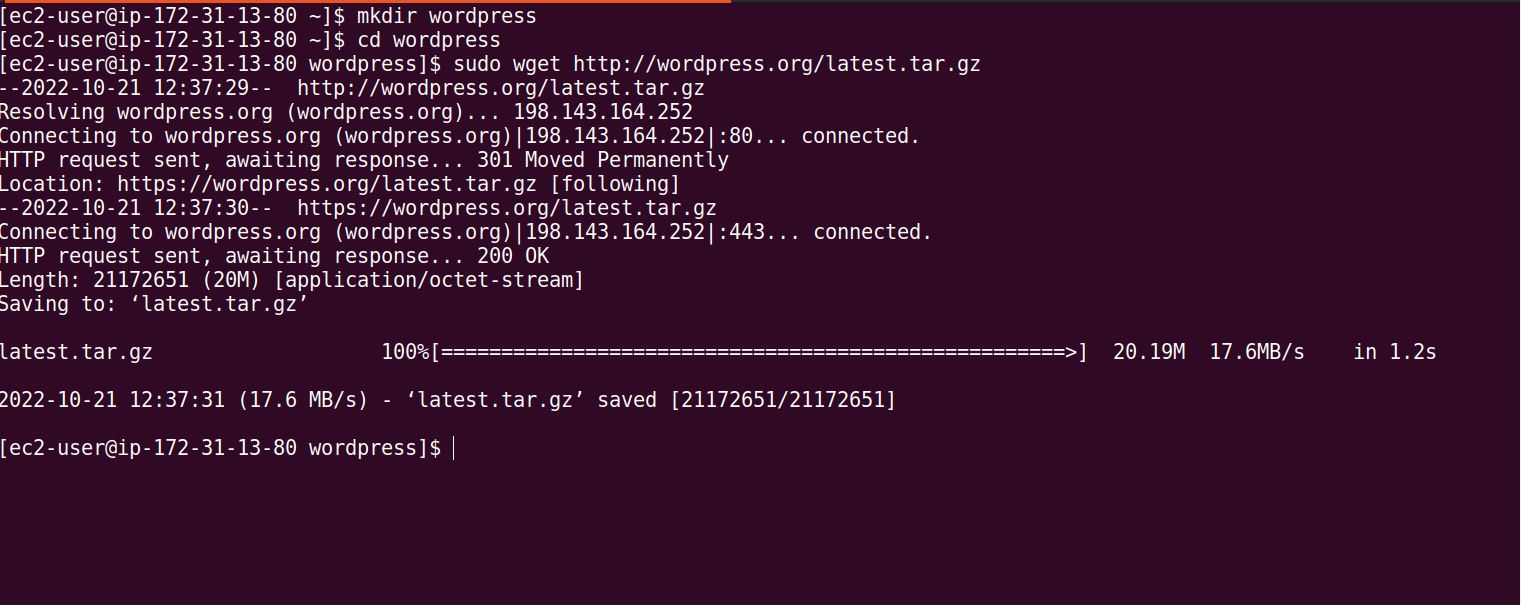 [ec2-user@ip-172-31-13-80 ~]$ mkdir wordpress
[ec2-user@ip-172-31-13-80 ~]$ cd wordpress
[ec2-user@ip-172-31-13-80 wordpress]$ sudo wget http://wordpress.org/latest.tar.gz
--2022-10-21 12:37:29--  http://wordpress.org/latest.tar.gz
Resolving wordpress.org (wordpress.org)... 198.143.164.252
Connecting to wordpress.org (wordpress.org)|198.143.164.252|:80... connected.
HTTP request sent, awaiting response... 301 Moved Permanently
Location: https://wordpress.org/latest.tar.gz [following]
--2022-10-21 12:37:30--  https://wordpress.org/latest.tar.gz
Connecting to wordpress.org (wordpress.org)|198.143.164.252|:443... connected.
HTTP request sent, awaiting response... 200 OK
Length: 21172651 (20M) [application/octet-stream]
Saving to: ‘latest.tar.gz’
latest.tar.gz                   100%[====================================================>]  20.19M  17.6MB/s    in 1.2s
2022-10-21 12:37:31 (17.6 MB/s) - ‘latest.tar.gz’ saved [21172651/21172651]
[ec2-user@ip-172-31-13-80 wordpress]$